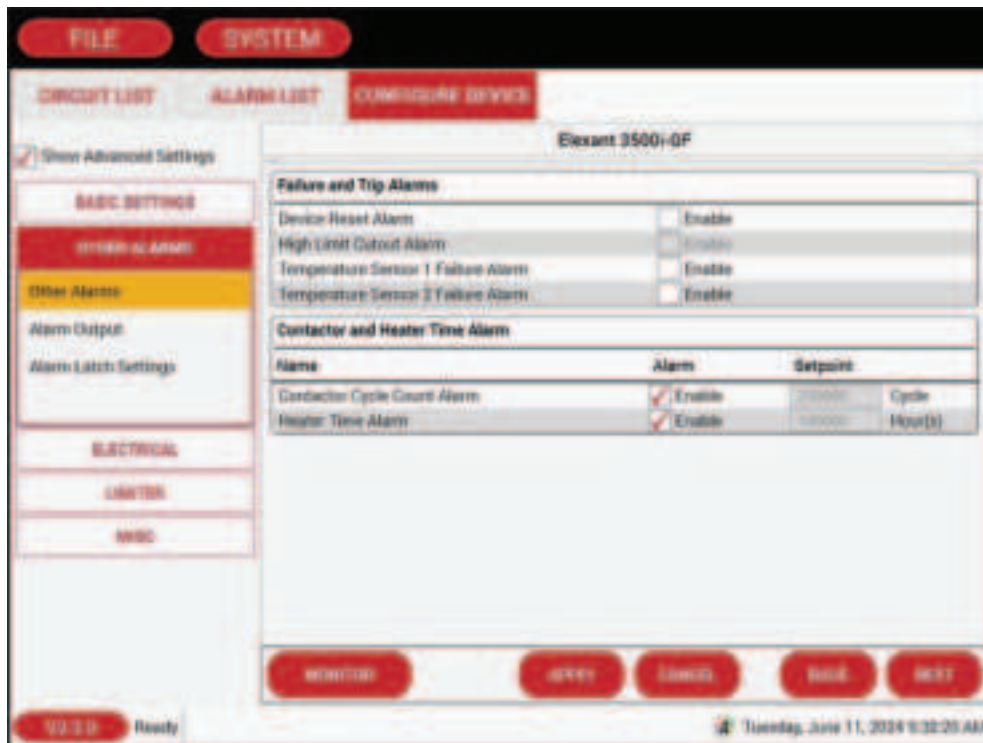 FILE SYSTEM
CIRCUIT LIST ALARM LIST CONFIGURE DEVICE
Show Advanced Settings
Elexant 3500i-GF
BASIC SETTINGS
OTHER ALARMS
Other Alarms
Alarm Output
Alarm Latch Settings
ELECTRICAL
LIMITER
MISC
Failure and Trip Alarms
Device Reset Alarm Enable
High Limit Cutout Alarm Enable
Temperature Sensor 1 Failure Alarm Enable
Temperature Sensor 2 Failure Alarm Enable
Contactor and Heater Time Alarm
Name Alarm Setpoint
Contactor Cycle Count Alarm Enable Cycle
Heater Time Alarm Enable Hour(s)
MONITOR APPLY CANCEL BACK NEXT
Ready
Tuesday, June 11, 2024 AM